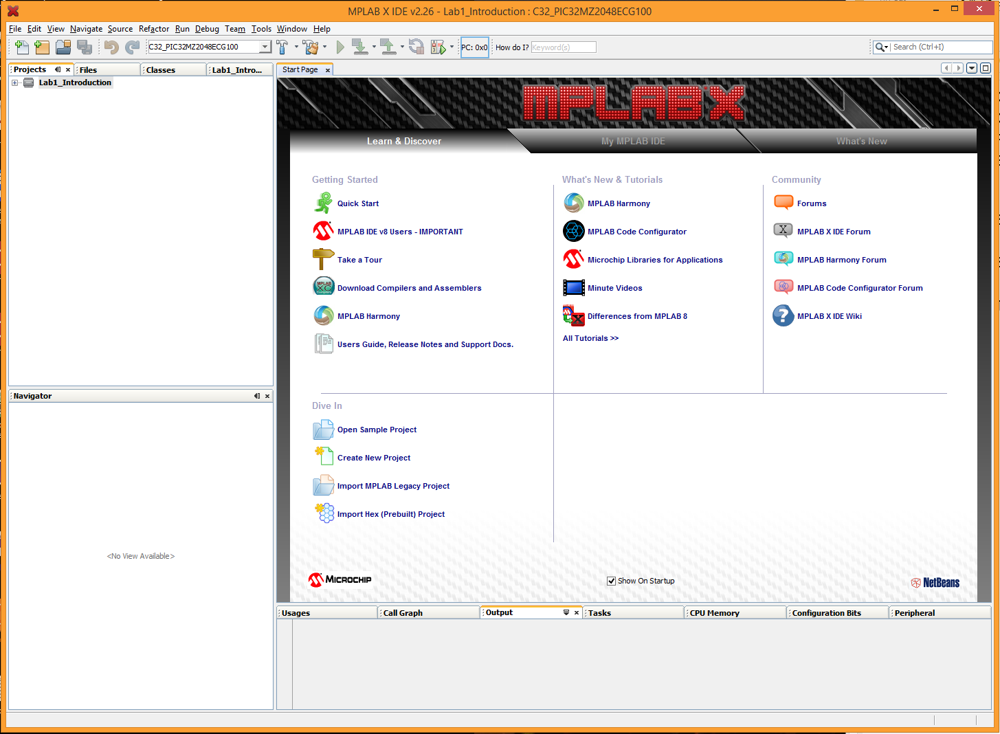 MPLAB X IDE v2.26 - Lab1_Introduction : C32_PIC32MZ2048ECG100
File Edit View Navigate Source Refactor Run Debug Team Tools Window Help
C32_PIC32MZ2048ECG100 PC: 0x0 How do I? Keyword(s) Search (Ctrl+I)
Projects Files Classes Lab1_Intro...
Lab1_Introduction
Navigator
<No View Available>
Start Page
MPLAB X
Learn & Discover My MPLAB IDE What's New
Getting Started
Quick Start
MPLAB IDE v8 Users - IMPORTANT
Take a Tour
MPLAB XC Compilers
Download Compilers and Assemblers
MPLAB Harmony
Users Guide, Release Notes and Support Docs.
What's New & Tutorials
MPLAB Harmony
MPLAB Code Configurator
Microchip Libraries for Applications
Minute Videos
Differences from MPLAB 8
All Tutorials >>
Community
Forums
X
MPLAB X IDE Forum
MPLAB Harmony Forum
MPLAB Code Configurator Forum
?
MPLAB X IDE Wiki
Dive In
Open Sample Project
Create New Project
Import MPLAB Legacy Project
Import Hex (Prebuilt) Project
MICROCHIP
Show On Startup
NetBeans
Usages Call Graph Output Tasks CPU Memory Configuration Bits Peripheral